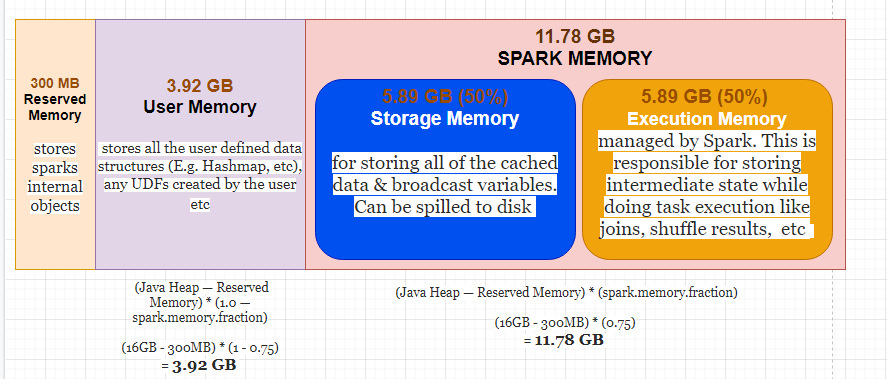 300 MB
Reserved
Memory
stores
sparks
internal
objects
3.92 GB
User Memory
stores all the user defined data
structures (E.g. Hashmap, etc),
any UDFs created by the user
etc
11.78 GB
SPARK MEMORY
5.89 GB (50%)
Storage Memory
for storing all of the cached
data & broadcast variables.
Can be spilled to disk
5.89 GB (50%)
Execution Memory
managed by Spark. This is
responsible for storing
intermediate state while
doing task execution like
joins, shuffle results, etc
(Java Heap — Reserved
Memory) * (1.0 —
spark.memory.fraction)
(16GB - 300MB) * (1 - 0.75)
= 3.92 GB
(Java Heap — Reserved Memory) * (spark.memory.fraction)
(16GB - 300MB) * (0.75)
= 11.78 GB